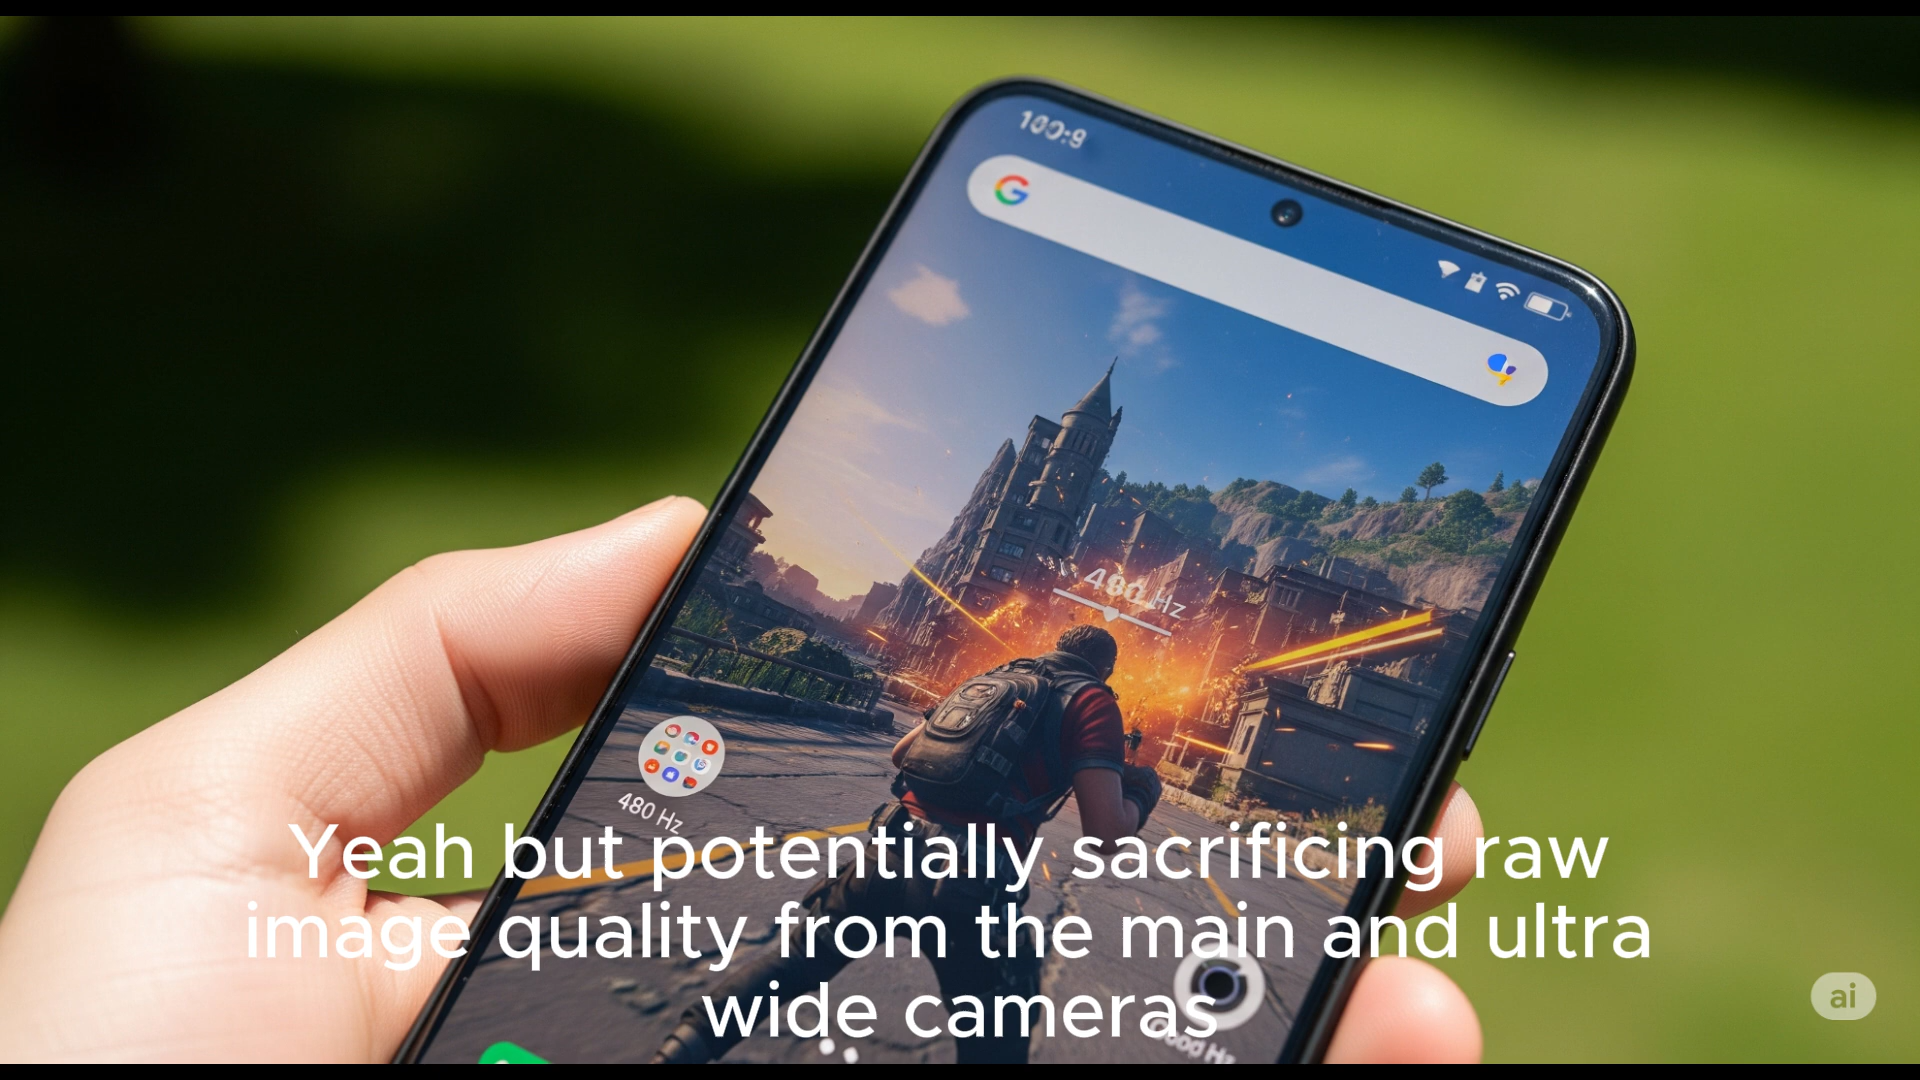 100:9
G
480 Hz
480 Hz
Yeah but potentially sacrificing raw
image quality from the main and ultra
wide cameras
ai